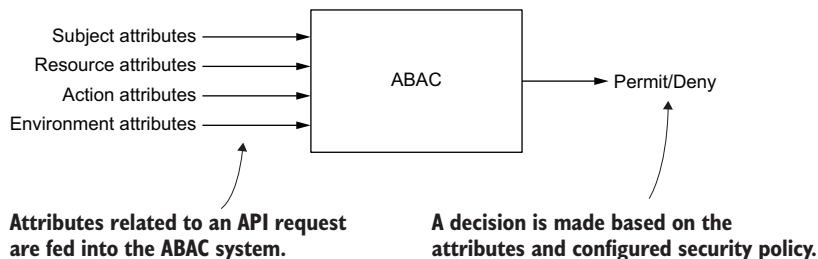 Subject attributes
Resource attributes
Action attributes
Environment attributes
ABAC
Permit/Deny
Attributes related to an API request
are fed into the ABAC system.
A decision is made based on the
attributes and configured security policy.